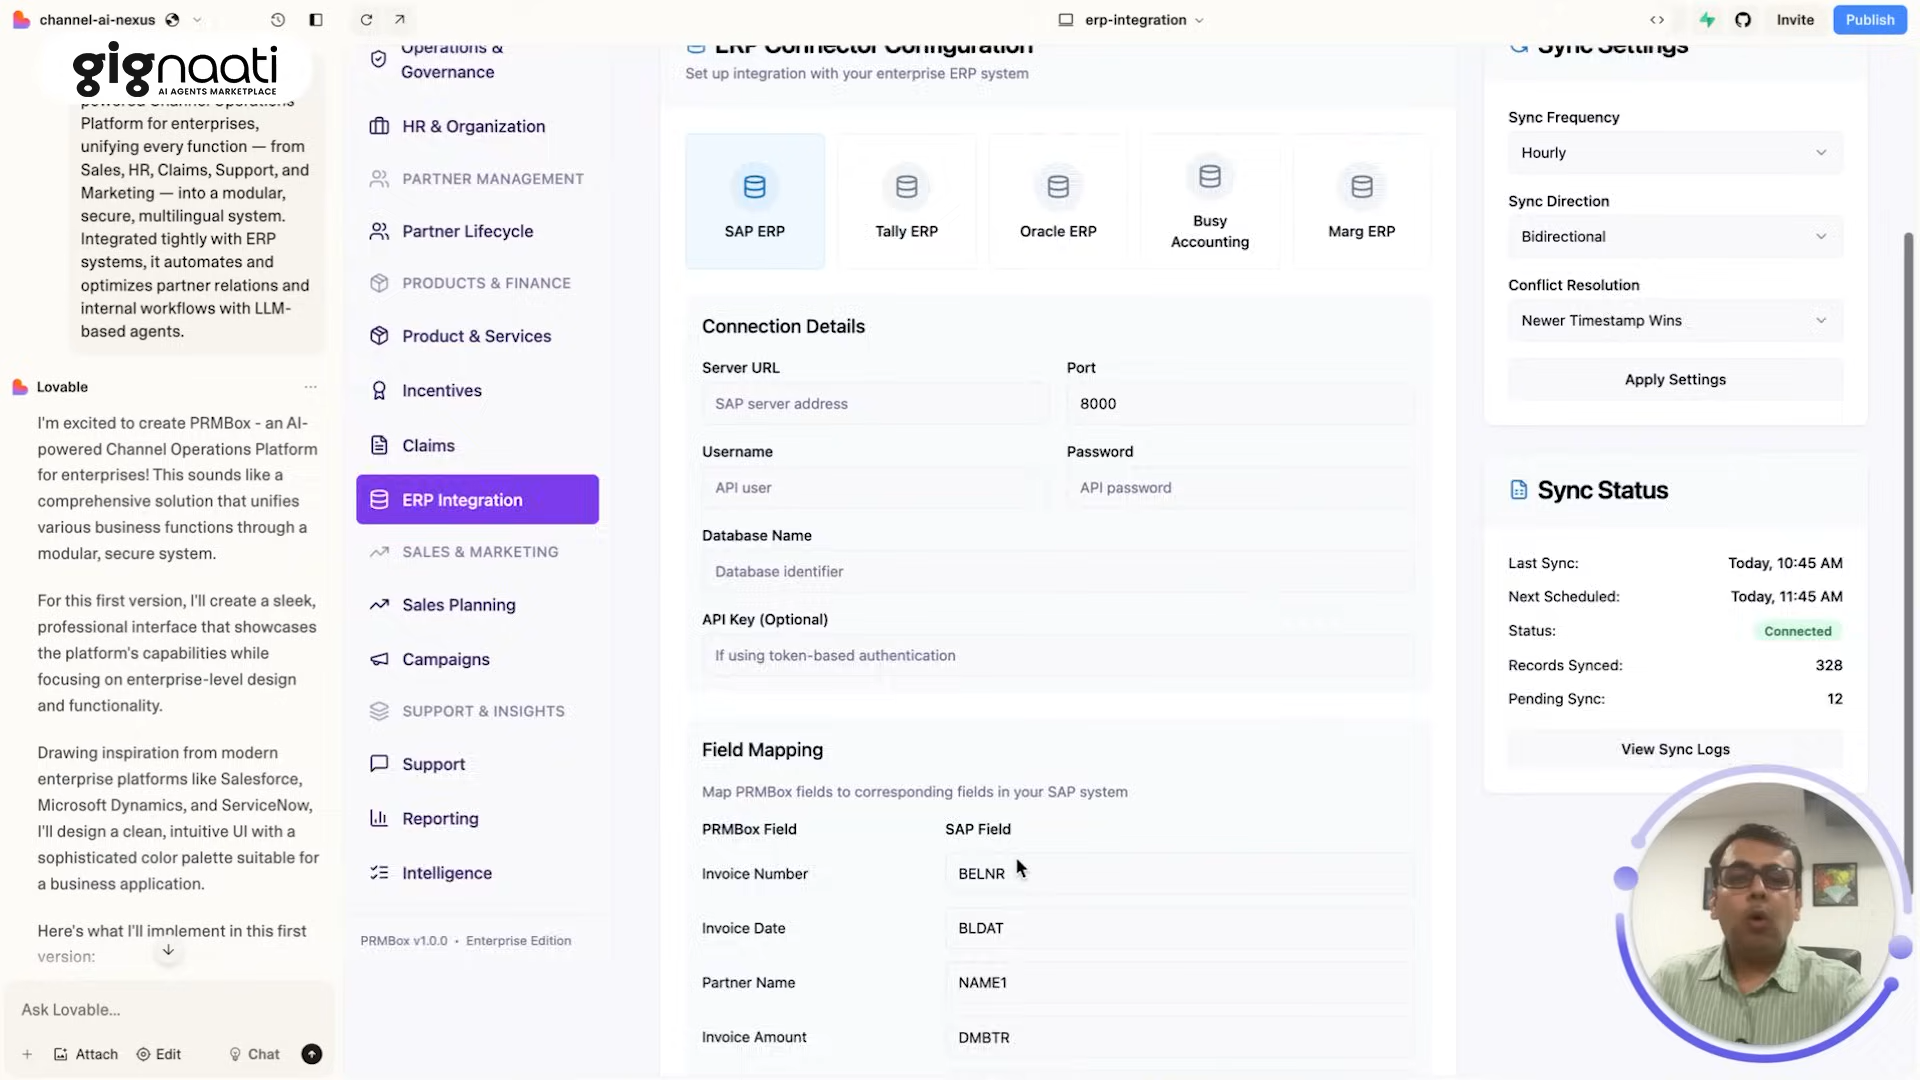 channel-ai-nexus
erp-integration
Invite
Publish
gignaati
AI AGENTS MARKETPLACE
powered Channel Operations
Platform for enterprises,
unifying every function — from
Sales, HR, Claims, Support, and
Marketing — into a modular,
secure, multilingual system.
Integrated tightly with ERP
systems, it automates and
optimizes partner relations and
internal workflows with LLM-
based agents.
Lovable
I'm excited to create PRMBox - an AI-
powered Channel Operations Platform
for enterprises! This sounds like a
comprehensive solution that unifies
various business functions through a
modular, secure system.
For this first version, I'll create a sleek,
professional interface that showcases
the platform's capabilities while
focusing on enterprise-level design
and functionality.
Drawing inspiration from modern
enterprise platforms like Salesforce,
Microsoft Dynamics, and ServiceNow,
I'll design a clean, intuitive UI with a
sophisticated color palette suitable for
a business application.
Here's what I'll implement in this first
version:
Ask Lovable...
Attach
Edit
Chat
Operations &
Governance
HR & Organization
PARTNER MANAGEMENT
Partner Lifecycle
PRODUCTS & FINANCE
Product & Services
Incentives
Claims
ERP Integration
SALES & MARKETING
Sales Planning
Campaigns
SUPPORT & INSIGHTS
Support
Reporting
Intelligence
PRMBox v1.0.0 • Enterprise Edition
ERP Connector Configuration
Set up integration with your enterprise ERP system
SAP ERP
Tally ERP
Oracle ERP
Busy
Accounting
Marg ERP
Connection Details
Server URL
Port
SAP server address
8000
Username
Password
API user
API password
Database Name
Database identifier
API Key (Optional)
If using token-based authentication
Field Mapping
Map PRMBox fields to corresponding fields in your SAP system
PRMBox Field
SAP Field
Invoice Number
BELNR
Invoice Date
BLDAT
Partner Name
NAME1
Invoice Amount
DMBTR
Sync Settings
Sync Frequency
Hourly
Sync Direction
Bidirectional
Conflict Resolution
Newer Timestamp Wins
Apply Settings
Sync Status
Last Sync:
Today, 10:45 AM
Next Scheduled:
Today, 11:45 AM
Status:
Connected
Records Synced:
328
Pending Sync:
12
View Sync Logs